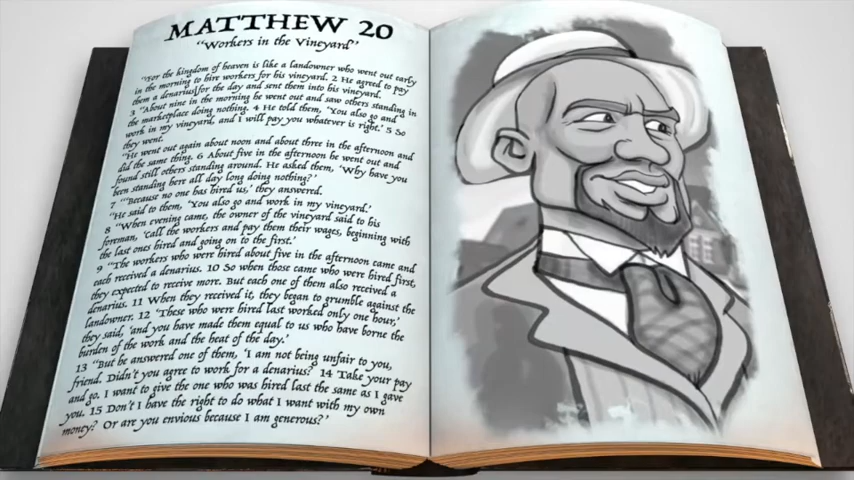 MATTHEW 20
"Workers in the Vineyard"
"For the kingdom of heaven is like a landowner who went out early
in the morning to hire workers for his vineyard. 2 He agreed to pay
them a denarius for the day and sent them into his vineyard.
3 "About nine in the morning he went out and saw others standing in
the marketplace doing nothing. 4 He told them, 'You also go and
work in my vineyard, and I will pay you whatever is right.' 5 So
they went.
"He went out again about noon and about three in the afternoon and
did the same thing. 6 About five in the afternoon he went out and
found still others standing around. He asked them, 'Why have you
been standing here all day long doing nothing?'
7 "'Because no one has hired us,' they answered.
"He said to them, 'You also go and work in my vineyard.'
8 "When evening came, the owner of the vineyard said to his
foreman, 'Call the workers and pay them their wages, beginning with
the last ones hired and going on to the first.'
9 "The workers who were hired about five in the afternoon came and
each received a denarius. 10 So when those came who were hired first,
they expected to receive more. But each one of them also received a
denarius. 11 When they received it, they began to grumble against the
landowner. 12 'These who were hired last worked only one hour,'
they said, 'and you have made them equal to us who have borne the
burden of the work and the heat of the day.'
13 "But he answered one of them, 'I am not being unfair to you,
friend. Didn't you agree to work for a denarius? 14 Take your pay
and go. I want to give the one who was hired last the same as I gave
you. 15 Don't I have the right to do what I want with my own
money? Or are you envious because I am generous?'